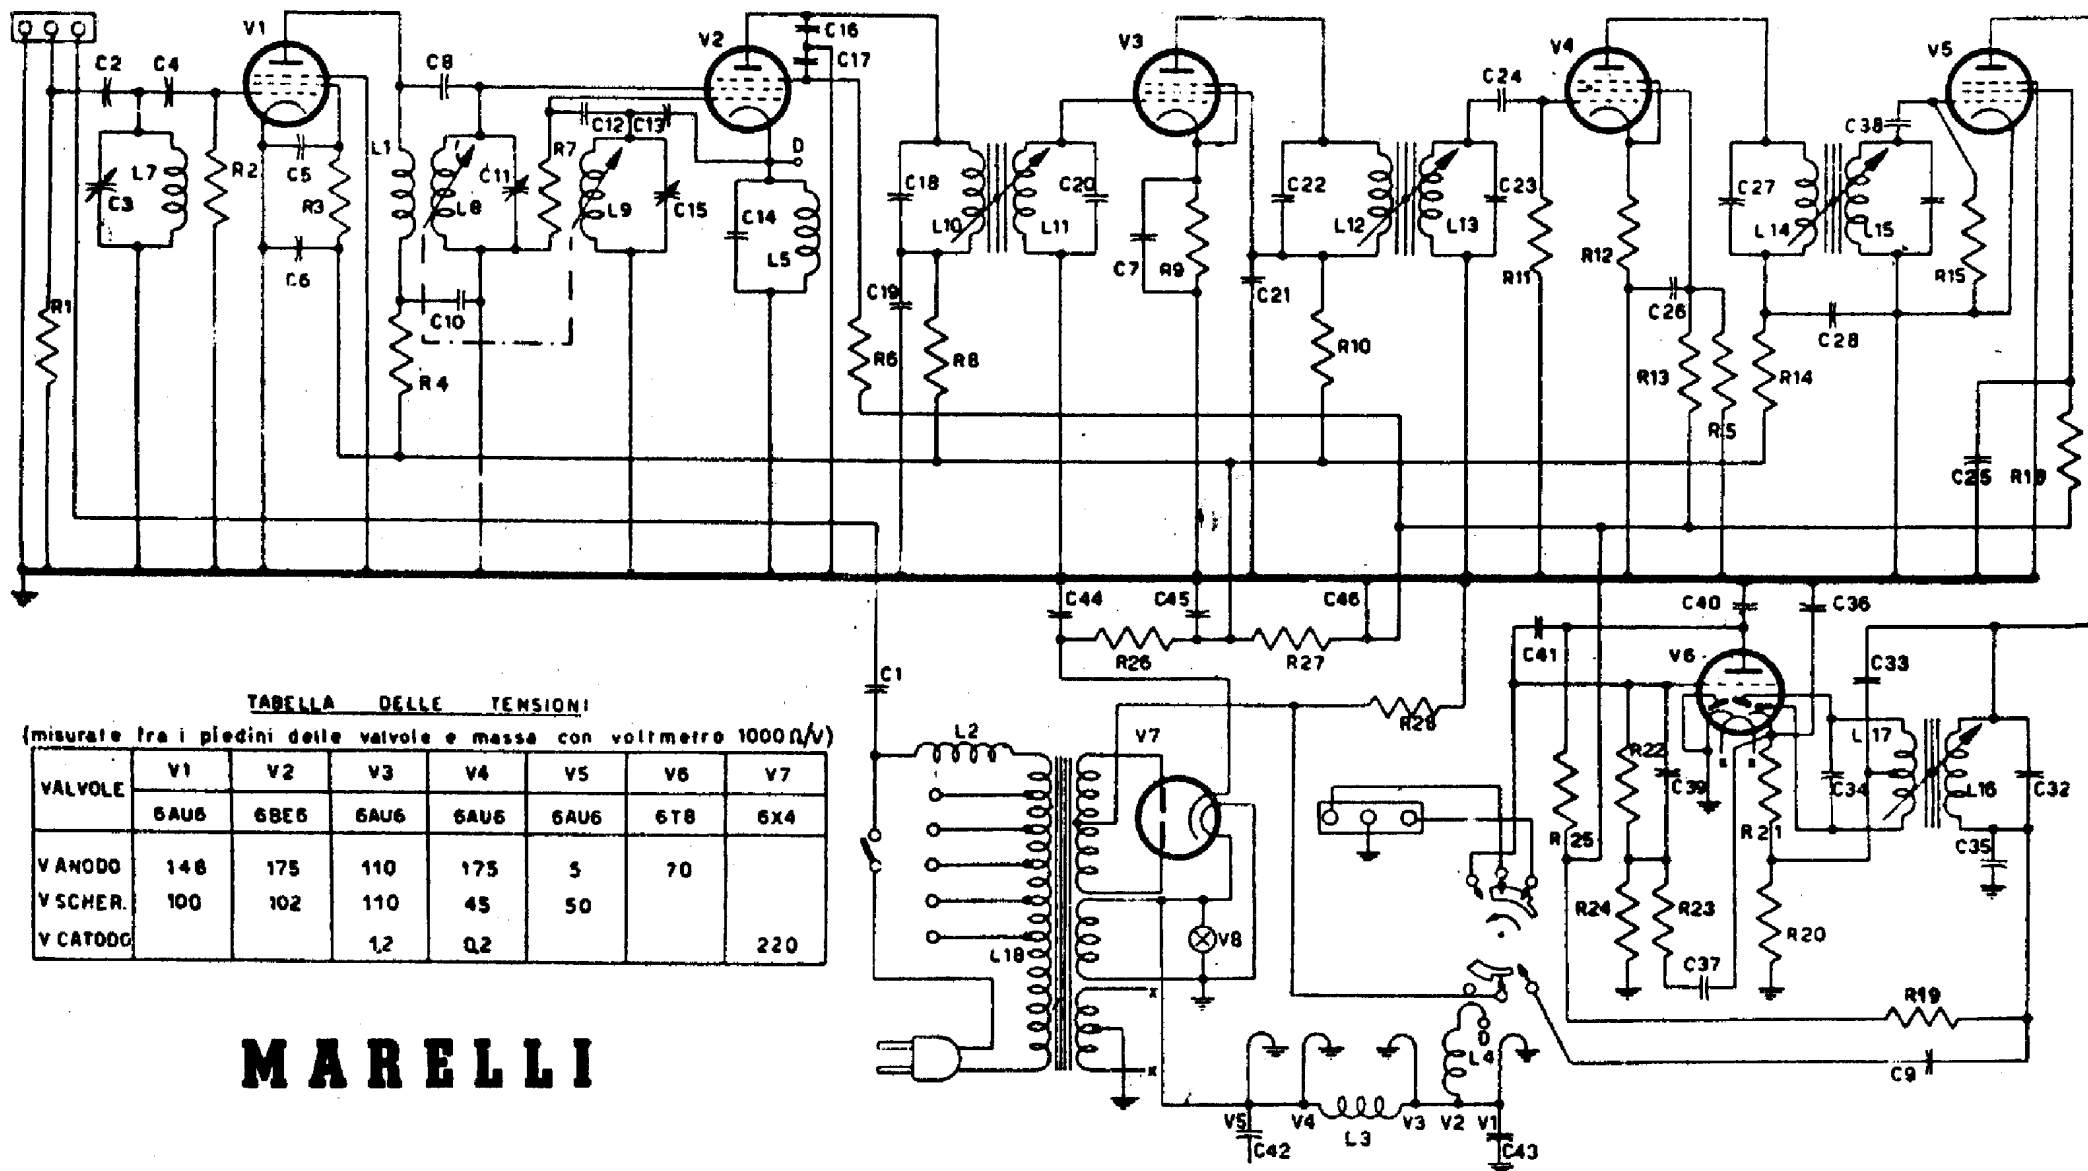 V1
V2
V3
V4
V5
C2 C4
C8
C16
C17
C24
C12 C13
C38
L7
C3
R2
C5
R3
C6
L1
L8
C11
R7
L9
C15
D
C14
L5
C18
L10
L11
C20
C7
R9
C22
L12
L13
C23
R11
R12
C27
L14
L15
R15
C19
C21
C26
C28
R1
C10
R4
R6
R8
R10
R13
R14
R5
C25
C44
C45
C46
C40
C36
R26
R27
C41
V6
C33
C1
R28
L2
V7
R22
C39
R25
R21
C34
L17
L16
C32
C35
TABELLA DELLE TENSIONI
(misurate fra i piedini delle valvole e massa con voltmetro 1000Ω/V)
VALVOLE V1 V2 V3 V4 V5 V6 V7
6AU6 6BE6 6AU6 6AU6 6AU6 6T8 6X4
V ANODO 148 175 110 175 5 70
V SCHER. 100 102 110 45 50
V CATODO 1,2 0,2 220
L18
V8
R24
R23
R20
C37
R19
C9
x
x
D
L4
V5 V4 V3 V2 V1
C42
L3
C43
MARELLI